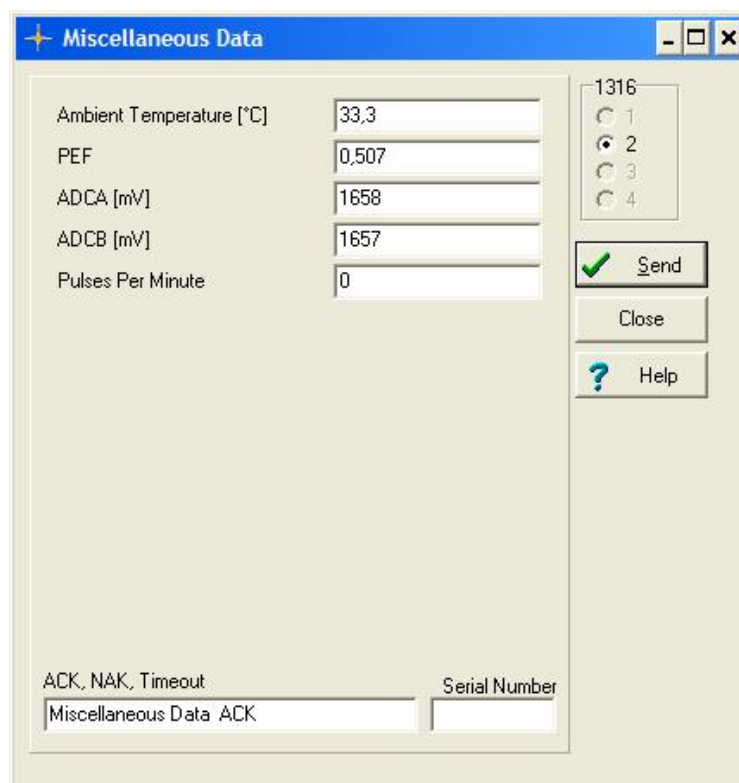 Miscellaneous Data
Ambient Temperature [°C] 33,3
PEF 0,507
ADCA [mV] 1658
ADCB [mV] 1657
Pulses Per Minute 0
1316
1
2
3
4
Send
Close
? Help
ACK, NAK, Timeout
Serial Number
Miscellaneous Data ACK